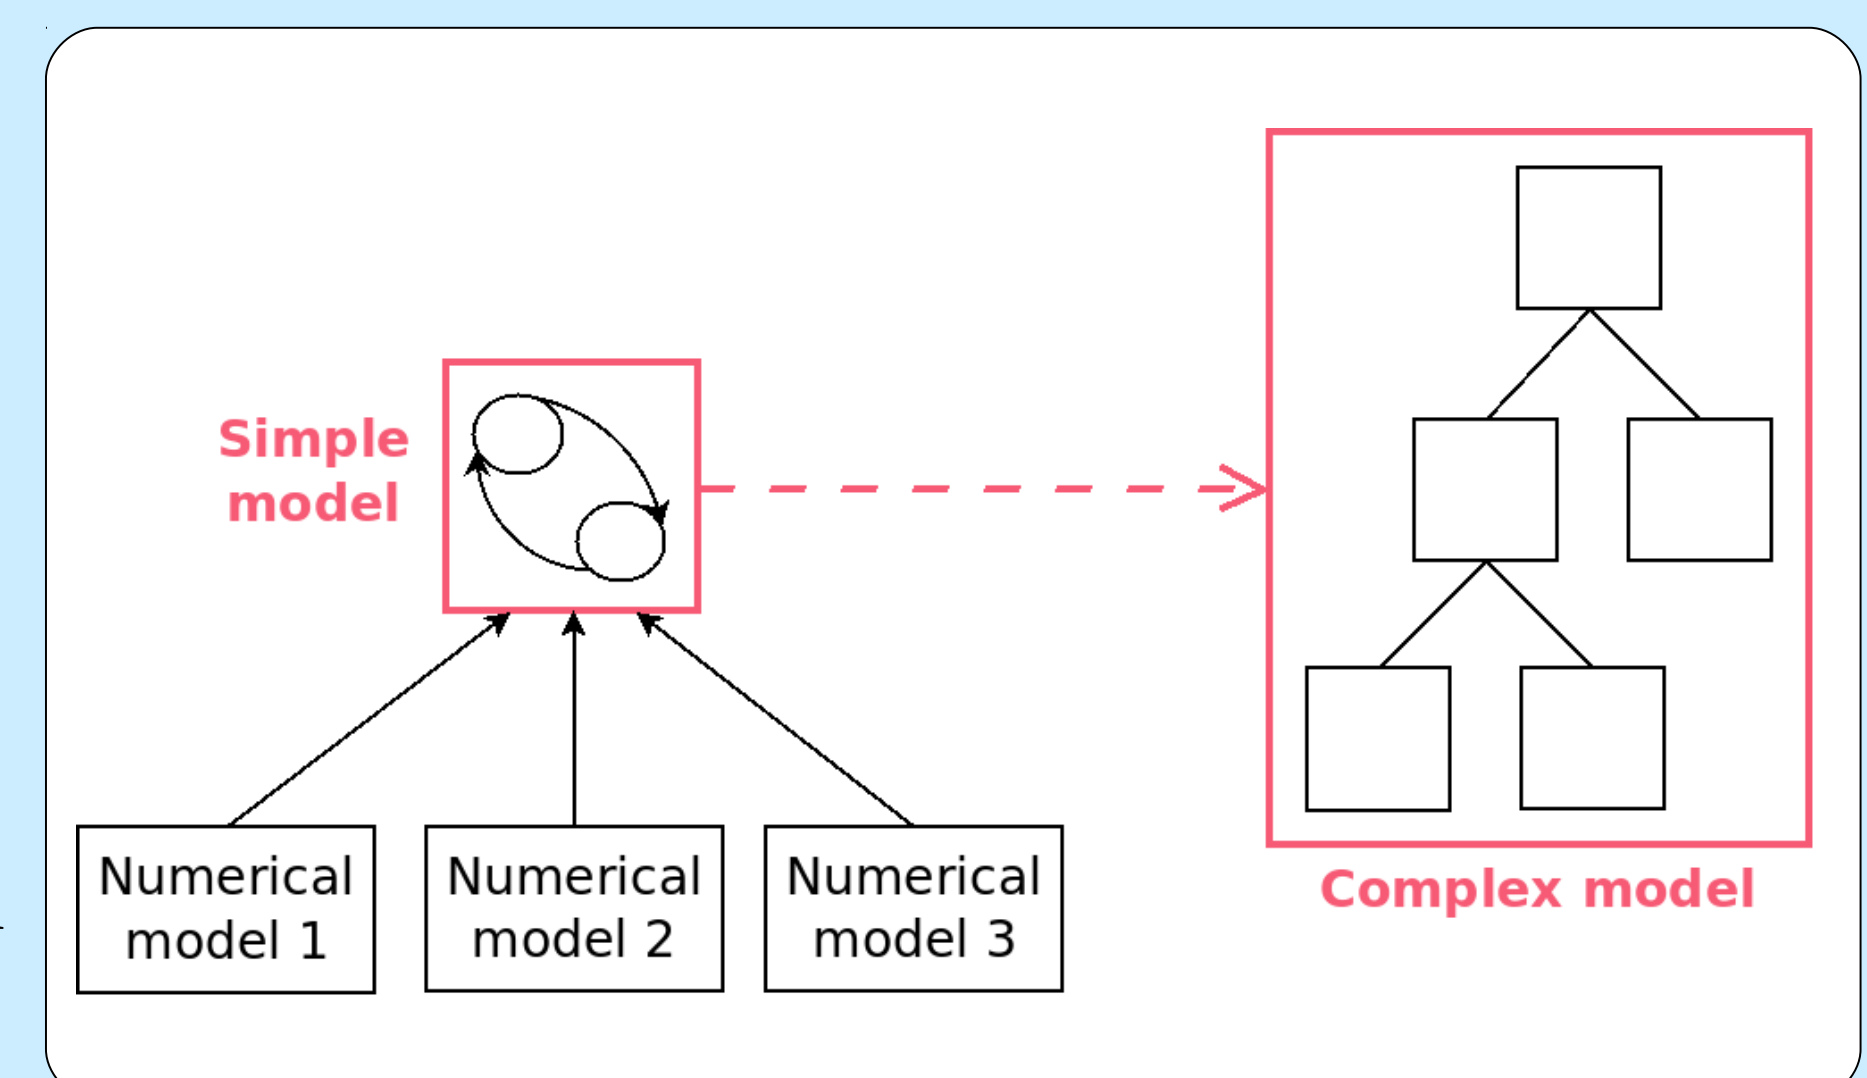 Simple
model
Numerical
model 1
Numerical
model 2
Numerical
model 3
Complex model